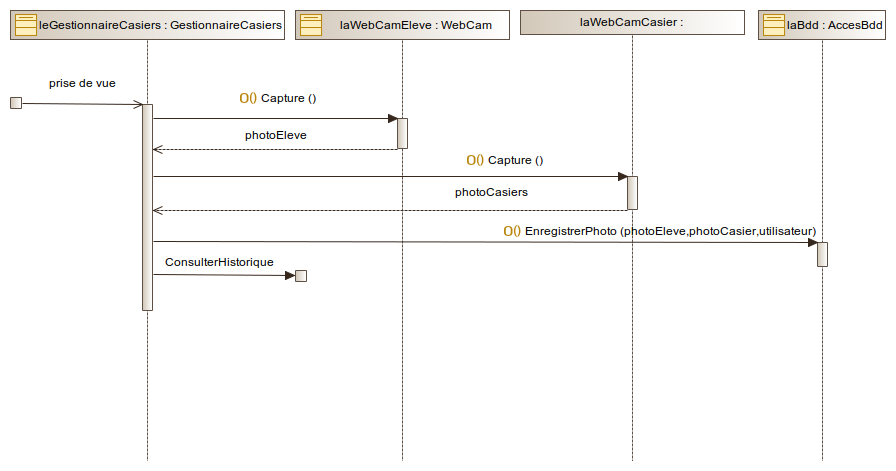 leGestionnaireCasiers : GestionnaireCasiers
laWebCamEleve : WebCam
laWebCamCasier :
laBdd : AccesBdd
prise de vue
O() Capture ()
photoEleve
O() Capture ()
photoCasiers
O() EnregistrerPhoto (photoEleve,photoCasier,utilisateur)
ConsulterHistorique